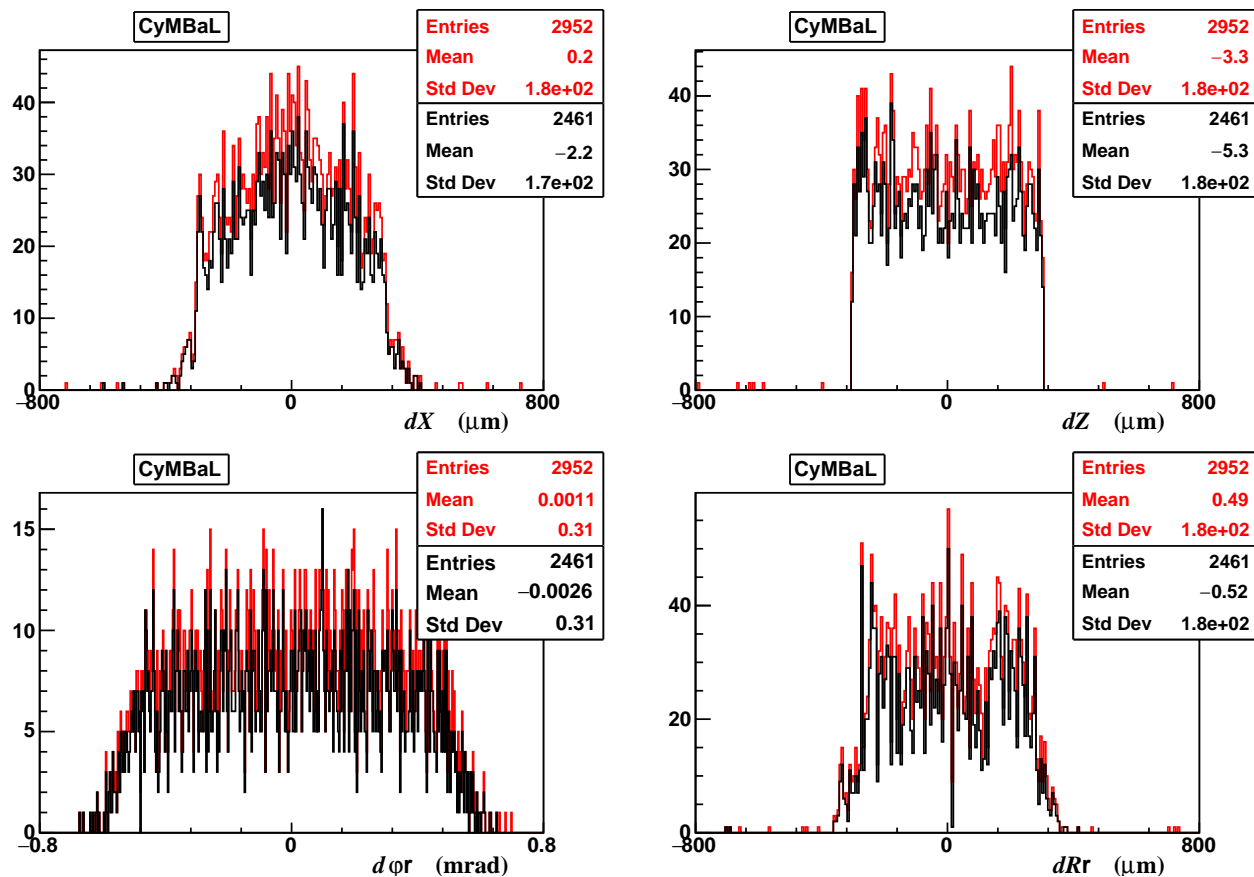 CyMBaL
Entries 2952
Mean 0.2
Std Dev 1.8e+02
Entries 2461
Mean −2.2
Std Dev 1.7e+02
40
30
20
10
0
−800 0 800
dX (μm)
CyMBaL
Entries 2952
Mean −3.3
Std Dev 1.8e+02
Entries 2461
Mean −5.3
Std Dev 1.8e+02
40
30
20
10
0
−800 0 800
dZ (μm)
CyMBaL
Entries 2952
Mean 0.0011
Std Dev 0.31
Entries 2461
Mean −0.0026
Std Dev 0.31
15
10
5
0
−0.8 0 0.8
d φr (mrad)
CyMBaL
Entries 2952
Mean 0.49
Std Dev 1.8e+02
Entries 2461
Mean −0.52
Std Dev 1.8e+02
40
20
0
−800 0 800
dRr (μm)